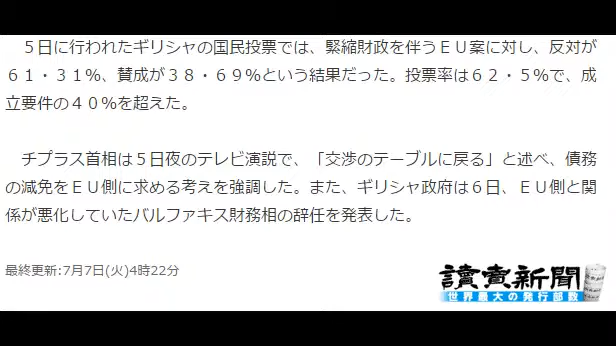 ５日に行われたギリシャの国民投票では、緊縮財政を伴うＥＵ案に対し、反対が
６１・３１％、賛成が３８・６９％という結果だった。投票率は６２・５％で、成
立要件の４０％を超えた。
チプラス首相は５日夜のテレビ演説で、「交渉のテーブルに戻る」と述べ、債務
の減免をＥＵ側に求める考えを強調した。また、ギリシャ政府は６日、ＥＵ側と関
係が悪化していたバルファキス財務相の辞任を発表した。
最終更新:7月7日(火)4時22分
讀賣新聞
世界最大の発行部数